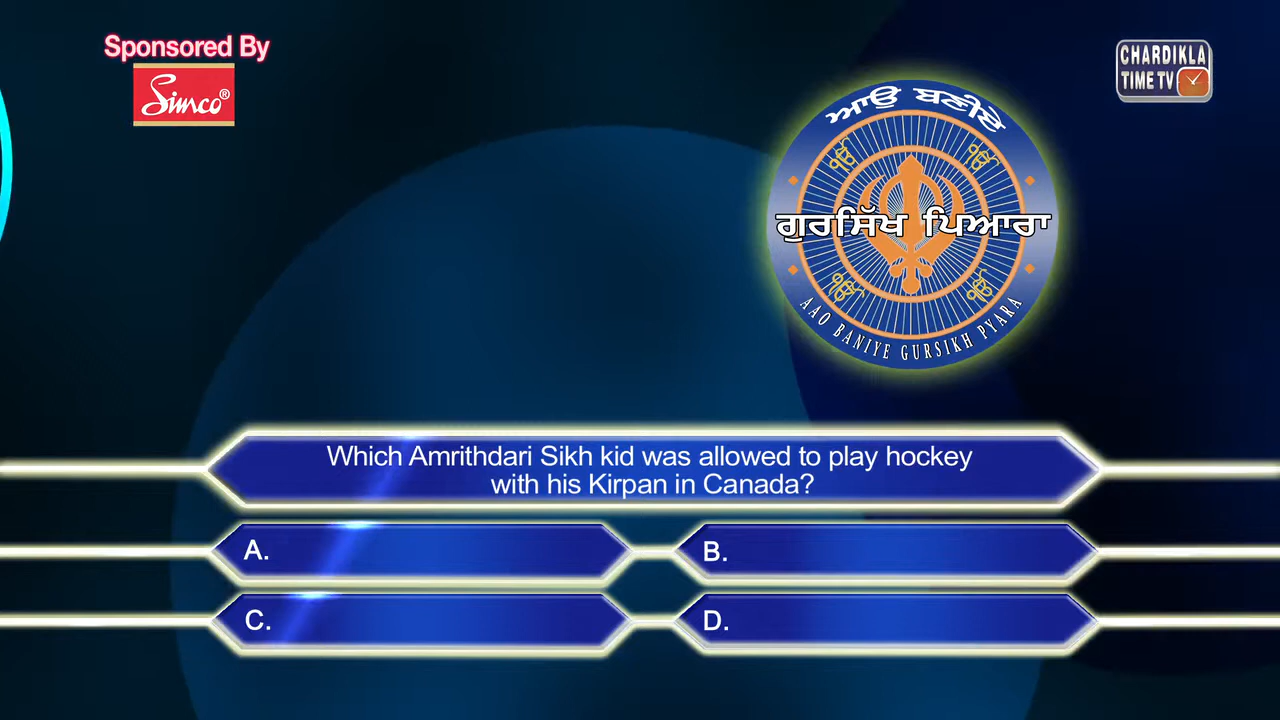 Sponsored By
Simco®
CHARDIKLA
TIME TV
ਆਉ ਬਣੀਏ
ਗੁਰਸਿੱਖ ਪਿਆਰਾ
AAO BANIYE GURSIKH PYARA
Which Amrithdari Sikh kid was allowed to play hockey
with his Kirpan in Canada?
A.
B.
C.
D.